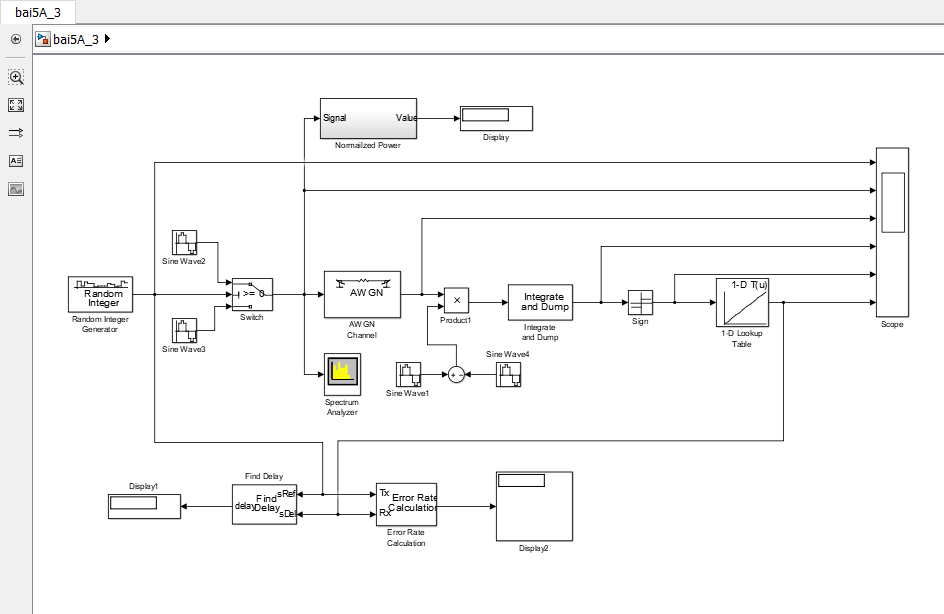 bai5A_3
bai5A_3
Signal
Value
Normailzed Power
Display
Sine Wave2
Random
Integer
Random Integer
Generator
>= 0
Switch
Sine Wave3
AWGN
AWGN
Channel
×
Product1
Integrate
and Dump
Integrate
and Dump
Sign
1-D T(u)
1-D Lookup
Table
Scope
Spectrum
Analyzer
Sine Wave1
+ -
Sine Wave4
Display1
Find Delay
delay
Find
Delay
sRef
sDel
Tx
Rx
Error Rate
Calculation
Error Rate
Calculation
Display2